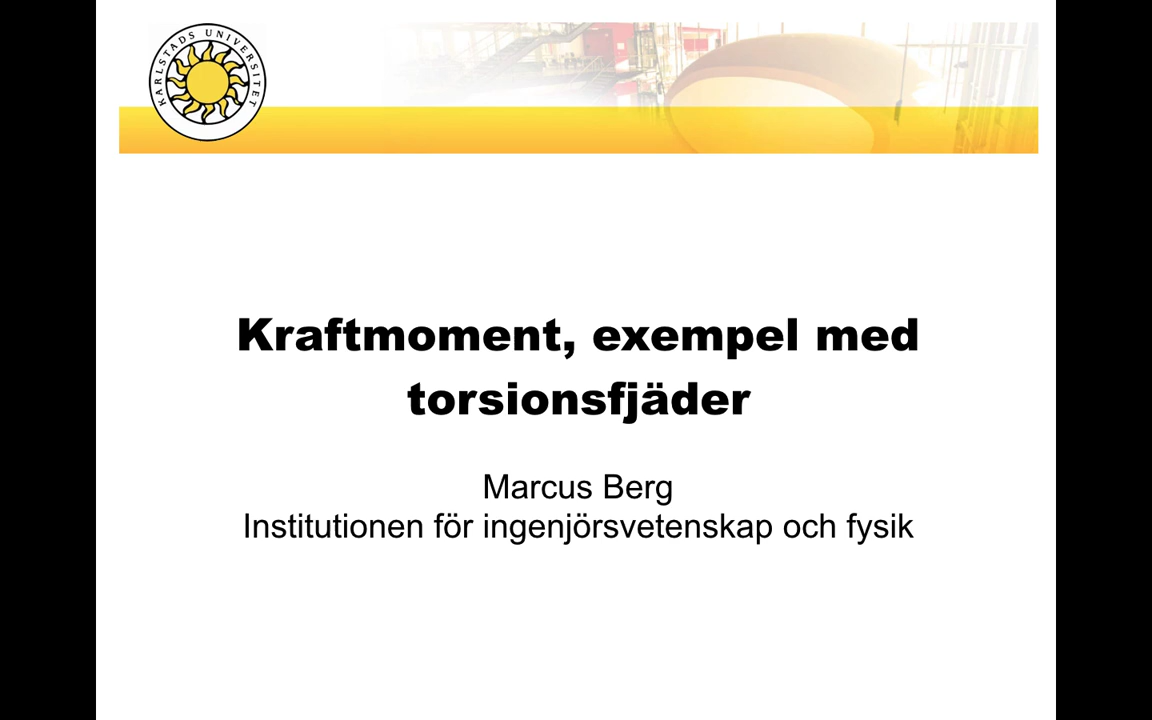 KARLSTADS UNIVERSITET
Kraftmoment, exempel med
torsionsfjäder
Marcus Berg
Institutionen för ingenjörsvetenskap och fysik